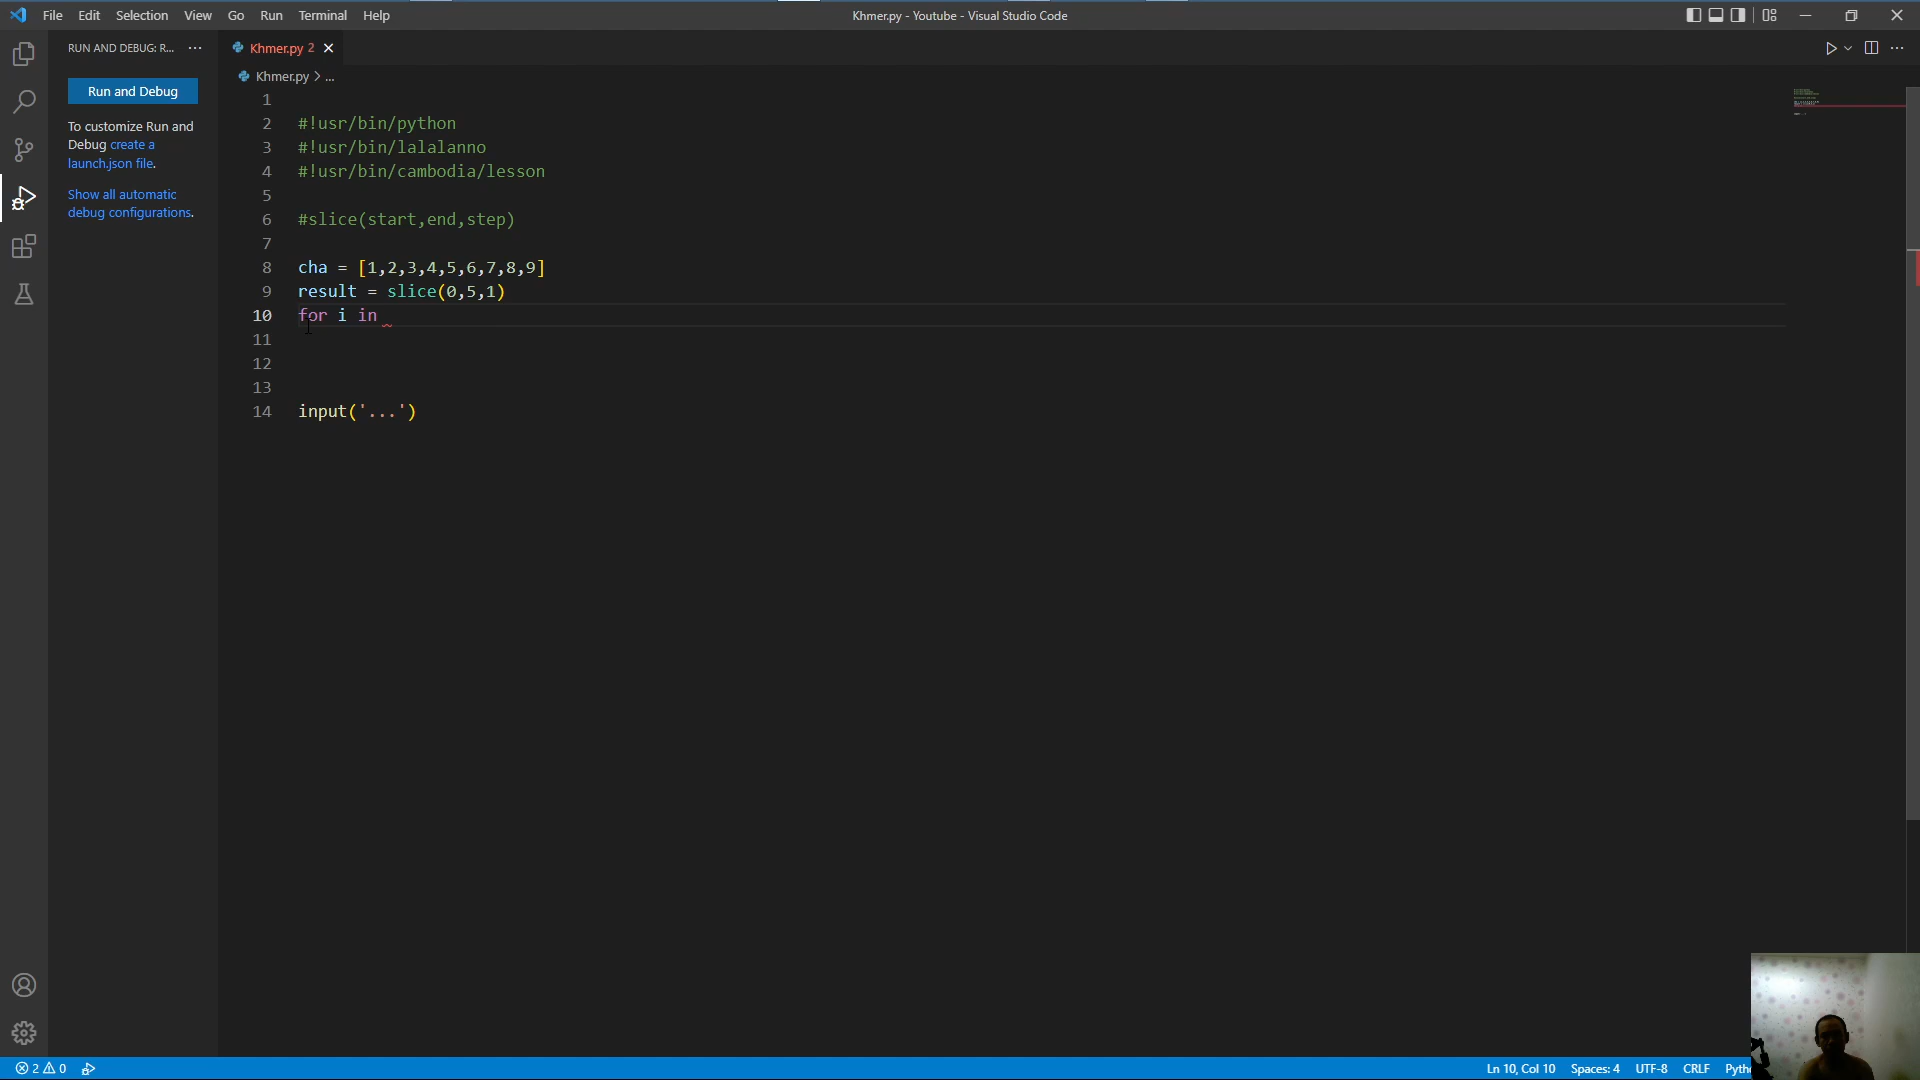 File Edit Selection View Go Run Terminal Help
Khmer.py - Youtube - Visual Studio Code
RUN AND DEBUG: R... ...
Khmer.py 2
Khmer.py > ...
Run and Debug
To customize Run and
Debug create a
launch.json file.
Show all automatic
debug configurations.
1
2 #!usr/bin/python
3 #!usr/bin/lalalanno
4 #!usr/bin/cambodia/lesson
5
6 #slice(start,end,step)
7
8 cha = [1,2,3,4,5,6,7,8,9]
9 result = slice(0,5,1)
10 for i in
11
12
13
14 input('...')
2 0
Ln 10, Col 10 Spaces: 4 UTF-8 CRLF Pytho